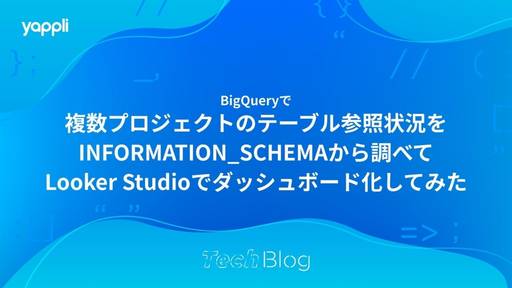 yappli
BigQueryで
複数プロジェクトのテーブル参照状況を
INFORMATION_SCHEMAから調べて
Looker Studioでダッシュボード化してみた
Tech Blog